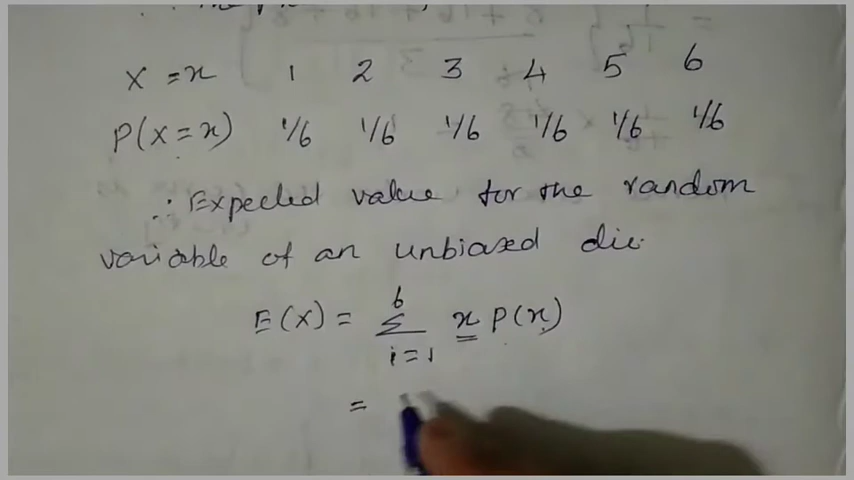 X = x 1 2 3 4 5 6
P(X = x) 1/6 1/6 1/6 1/6 1/6 1/6
∴ Expected value for the random
variable of an unbiased die
E(X) = 6 Σ i=1 x P(x)
=